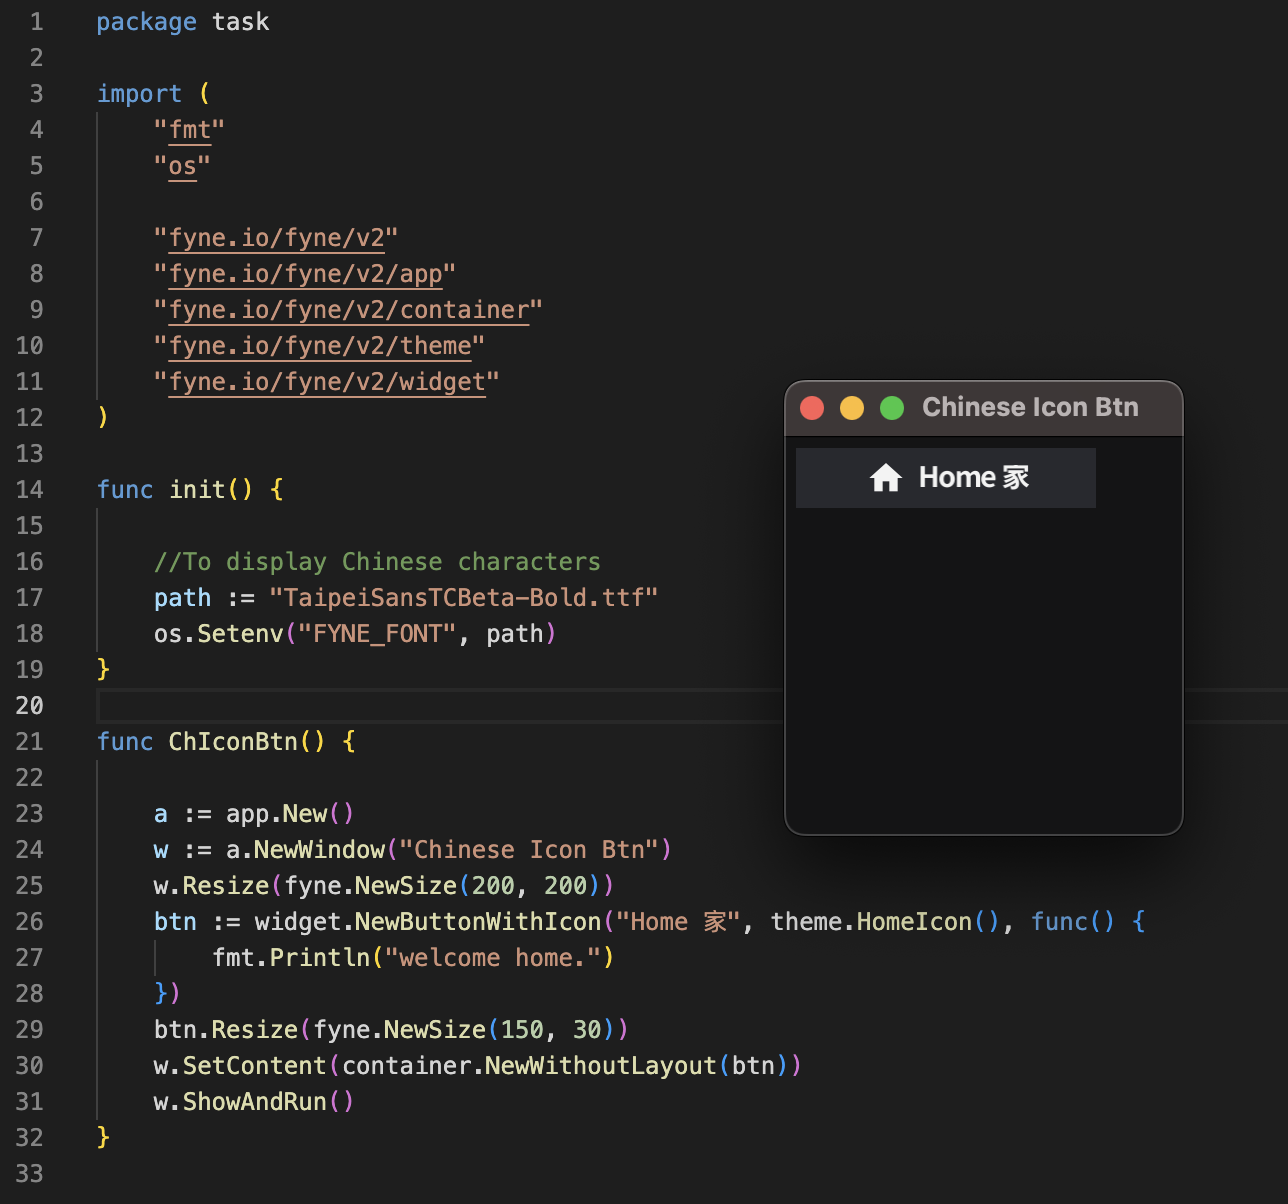 1 package task
2
3 import (
4 "fmt"
5 "os"
6
7 "fyne.io/fyne/v2"
8 "fyne.io/fyne/v2/app"
9 "fyne.io/fyne/v2/container"
10 "fyne.io/fyne/v2/theme"
11 "fyne.io/fyne/v2/widget"
12 )
13
14 func init() {
15
16 //To display Chinese characters
17 path := "TaipeiSansTCBeta-Bold.ttf"
18 os.Setenv("FYNE_FONT", path)
19 }
20
21 func ChIconBtn() {
22
23 a := app.New()
24 w := a.NewWindow("Chinese Icon Btn")
25 w.Resize(fyne.NewSize(200, 200))
26 btn := widget.NewButtonWithIcon("Home 家", theme.HomeIcon(), func() {
27 fmt.Println("welcome home.")
28 })
29 btn.Resize(fyne.NewSize(150, 30))
30 w.SetContent(container.NewWithoutLayout(btn))
31 w.ShowAndRun()
32 }
33
Chinese Icon Btn
Home 家